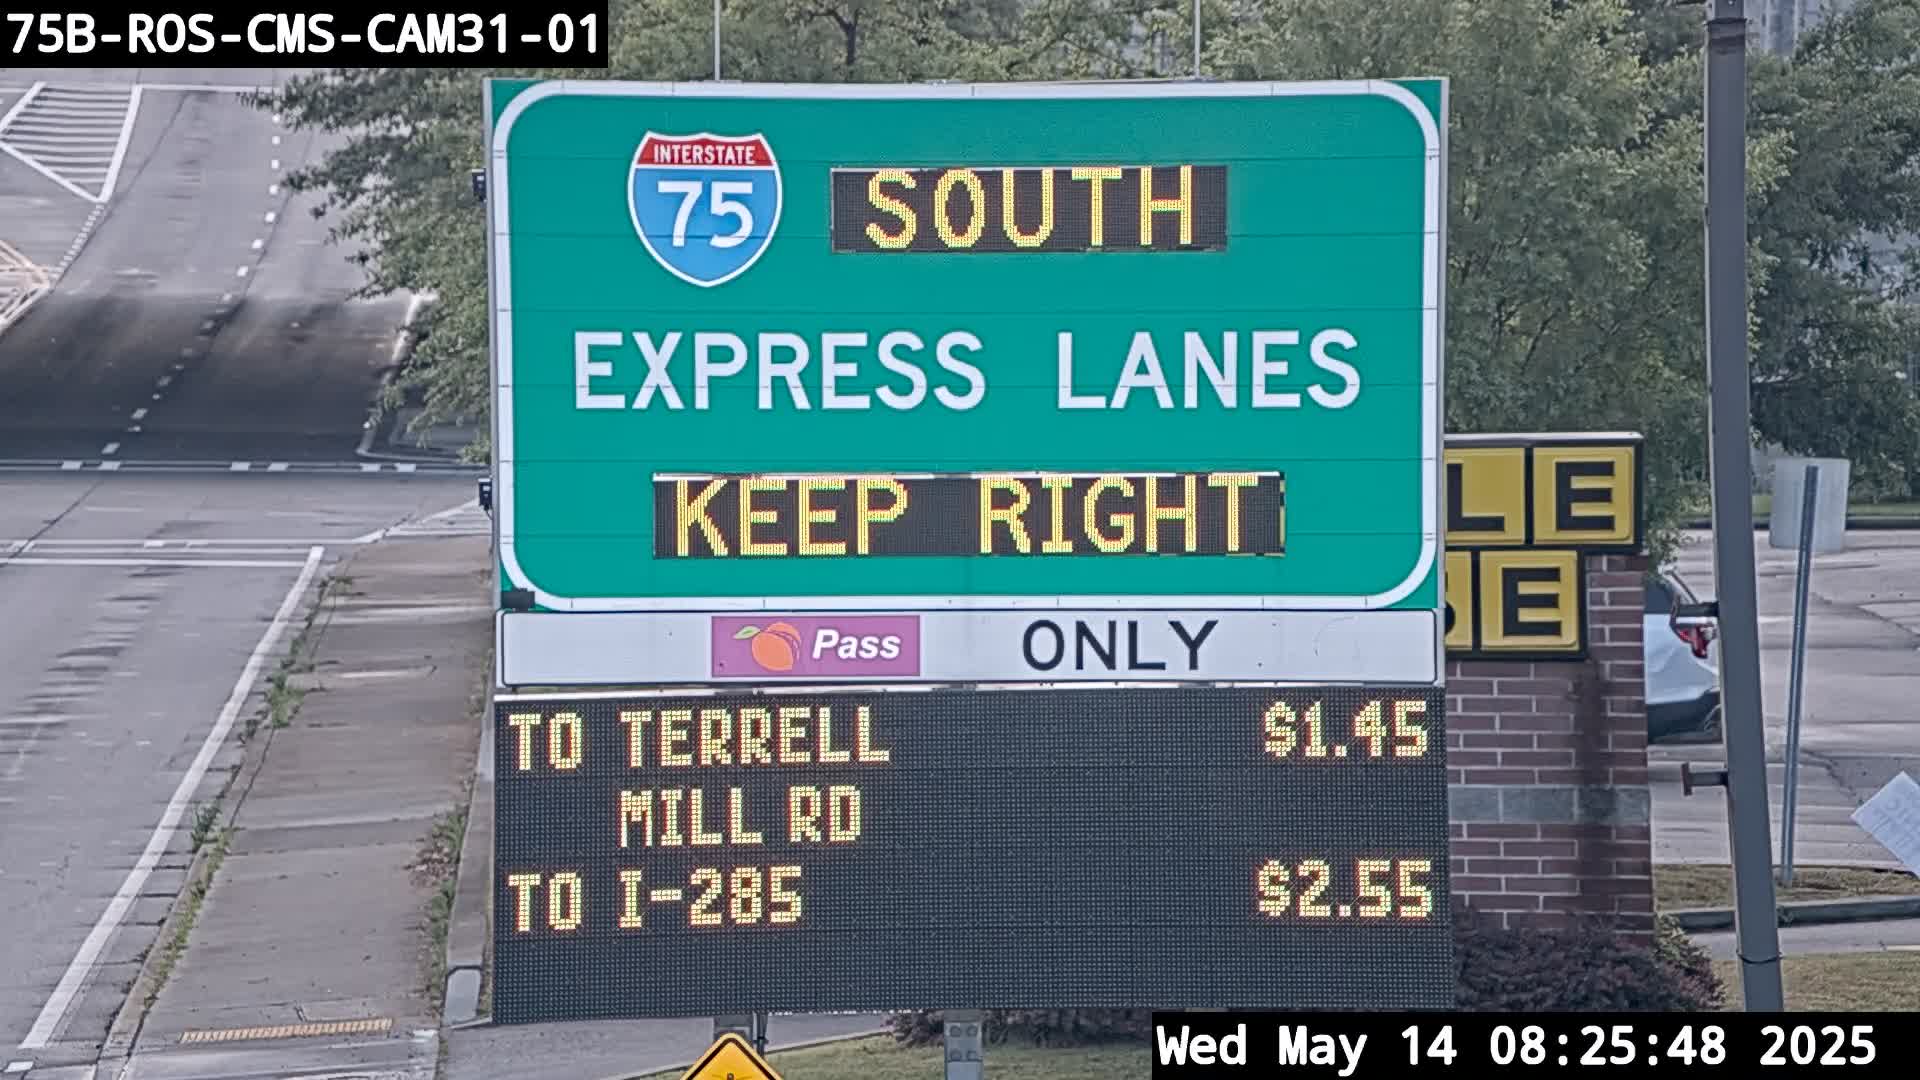 75B-ROS-CMS-CAM31-01
INTERSTATE
75
SOUTH
EXPRESS LANES
KEEP RIGHT
Pass ONLY
LE
E
TO TERRELL $1.45
MILL RD
TO I-285 $2.55
Wed May 14 08:25:48 2025